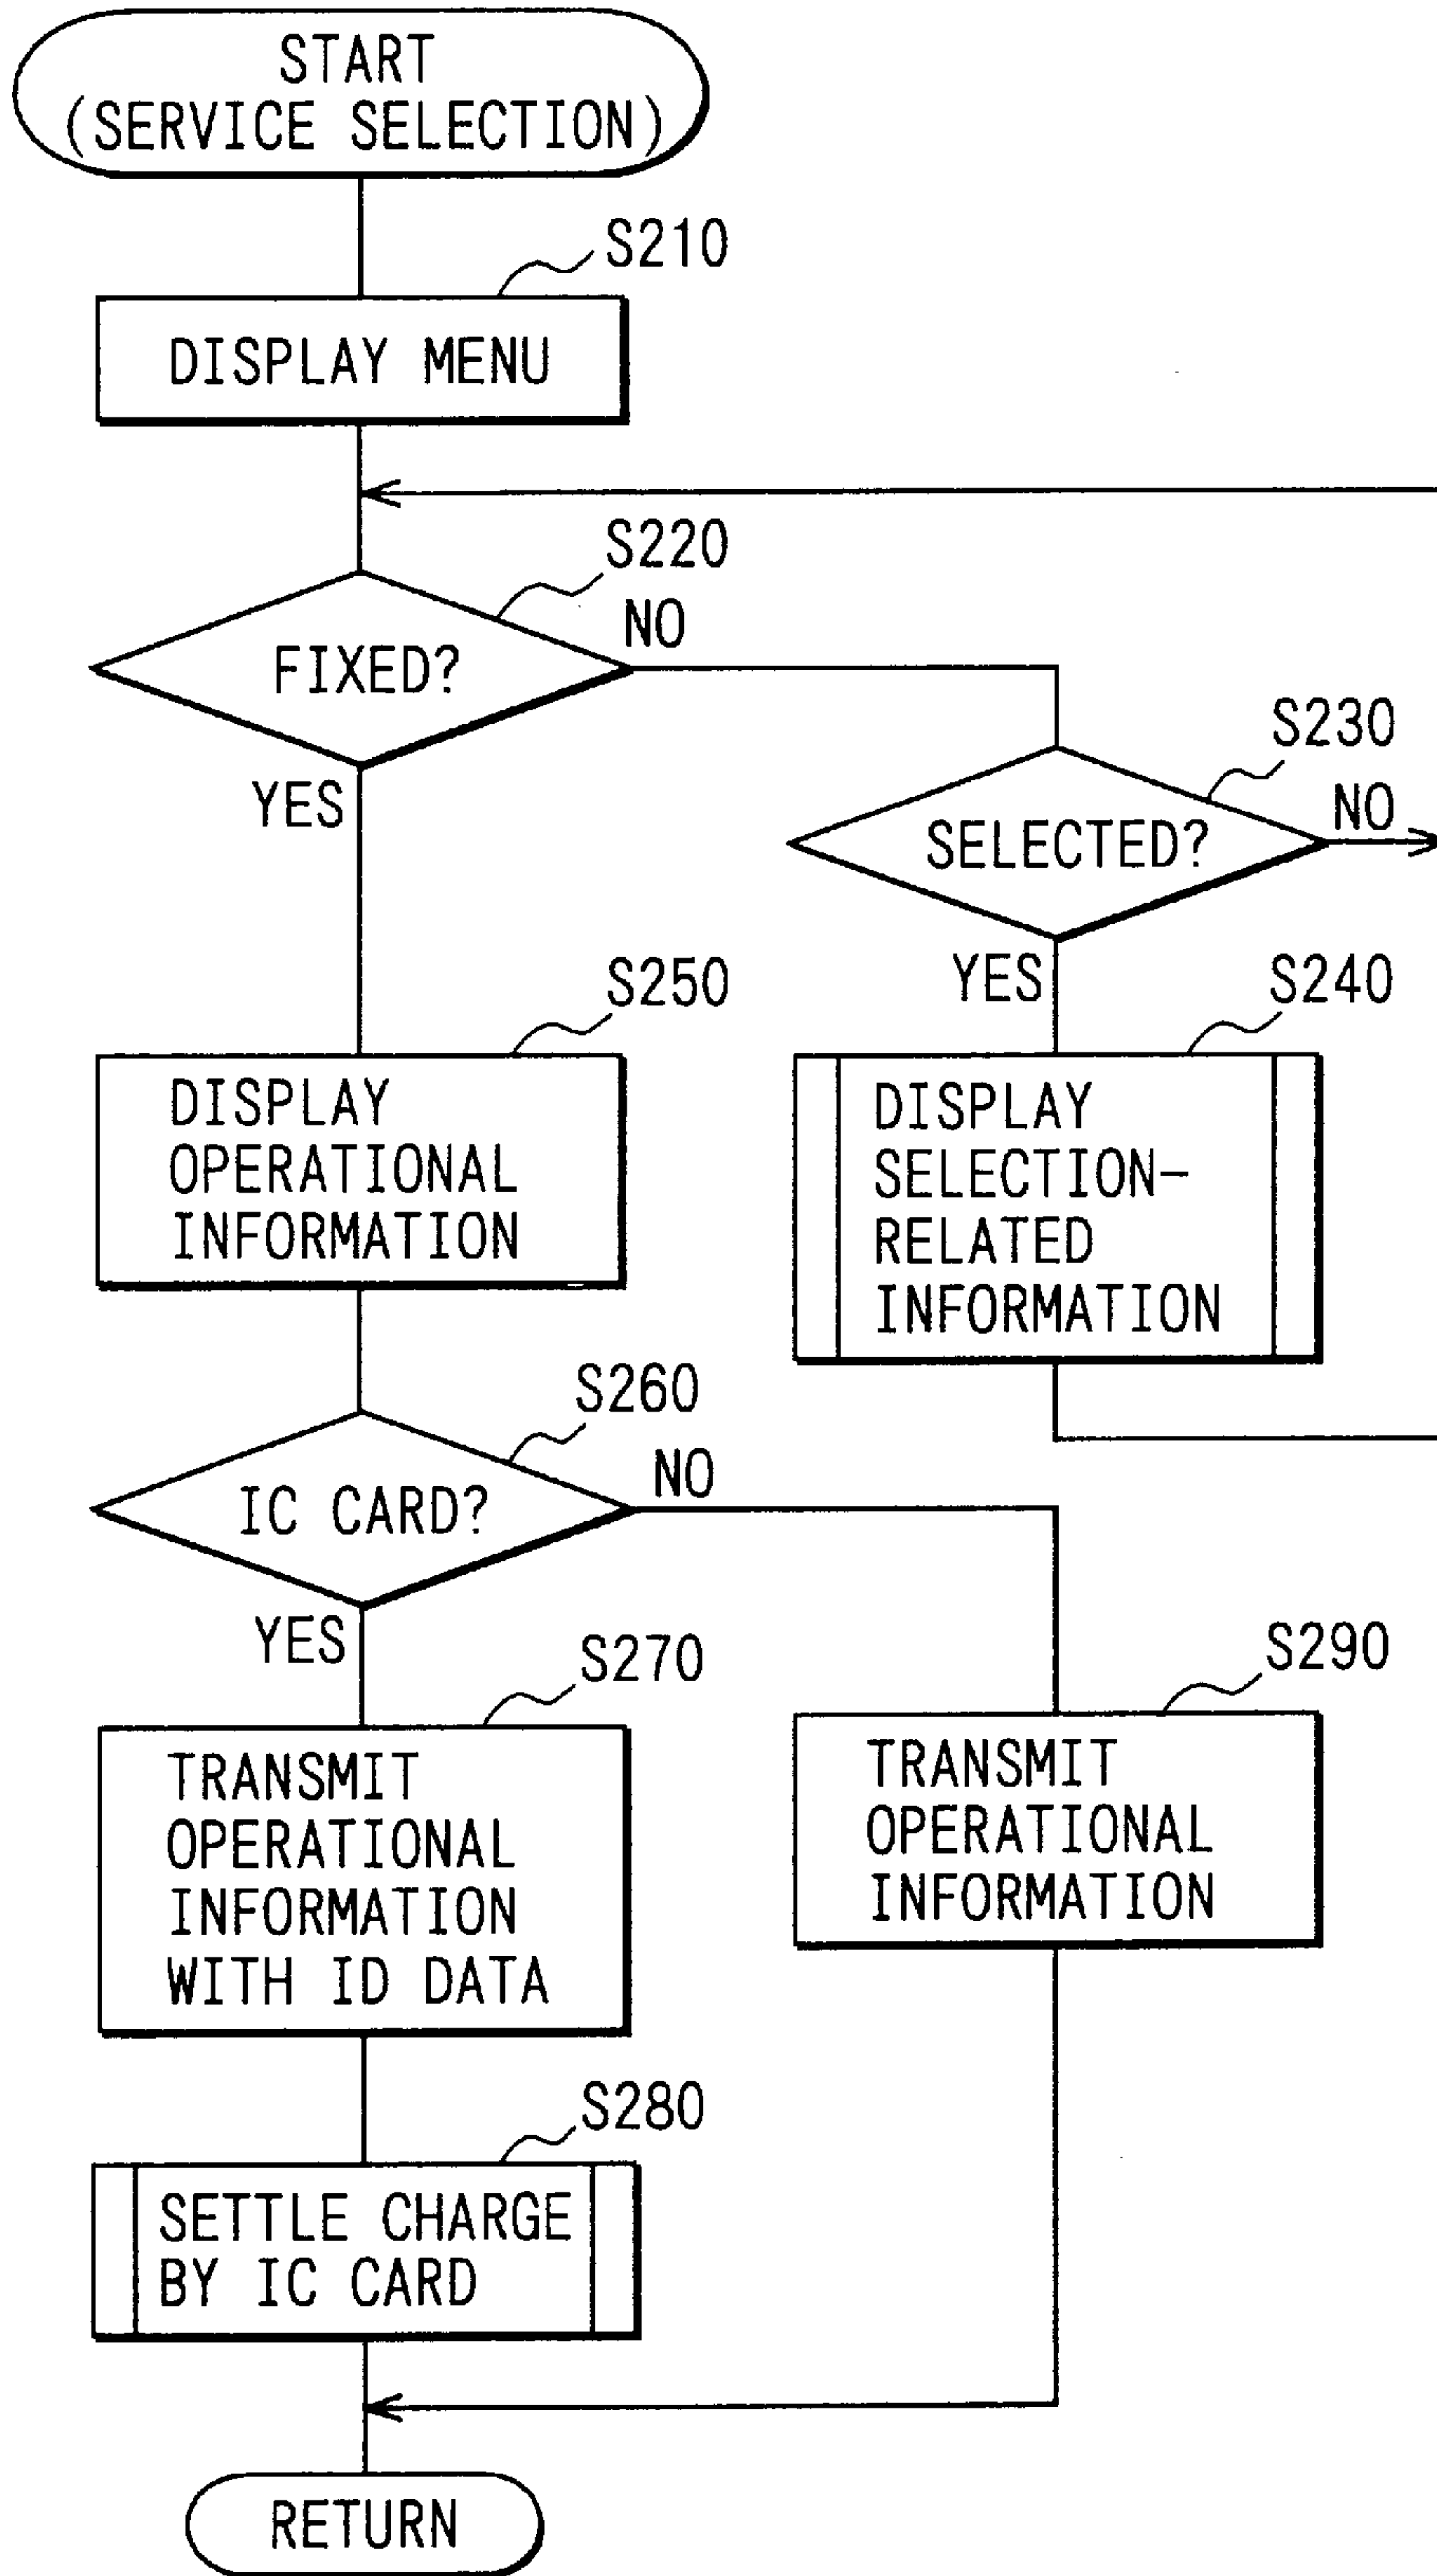 START
(SERVICE SELECTION)
S210
DISPLAY MENU
S220
FIXED?
NO
YES
S230
SELECTED?
NO
YES
S240
DISPLAY
SELECTION-
RELATED
INFORMATION
S250
DISPLAY
OPERATIONAL
INFORMATION
S260
IC CARD?
NO
YES
S270
TRANSMIT
OPERATIONAL
INFORMATION
WITH ID DATA
S290
TRANSMIT
OPERATIONAL
INFORMATION
S280
SETTLE CHARGE
BY IC CARD
RETURN